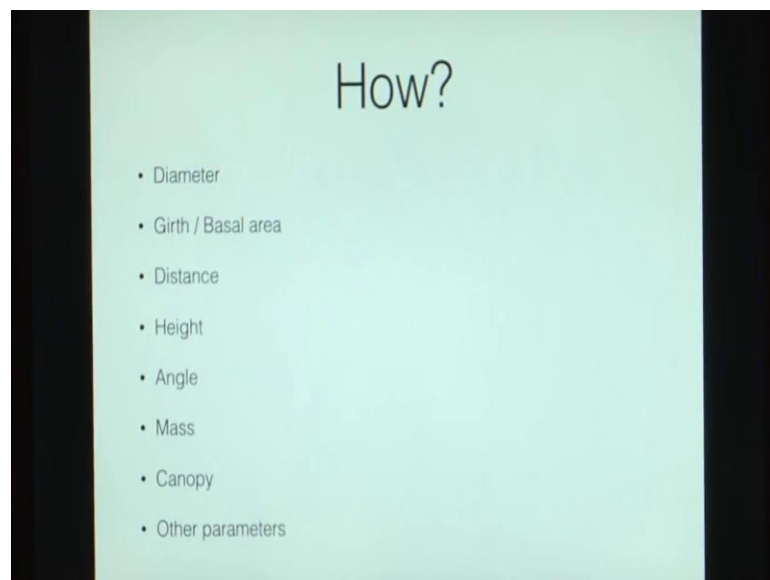 How?
• Diameter
• Girth / Basal area
• Distance
• Height
• Angle
• Mass
• Canopy
• Other parameters